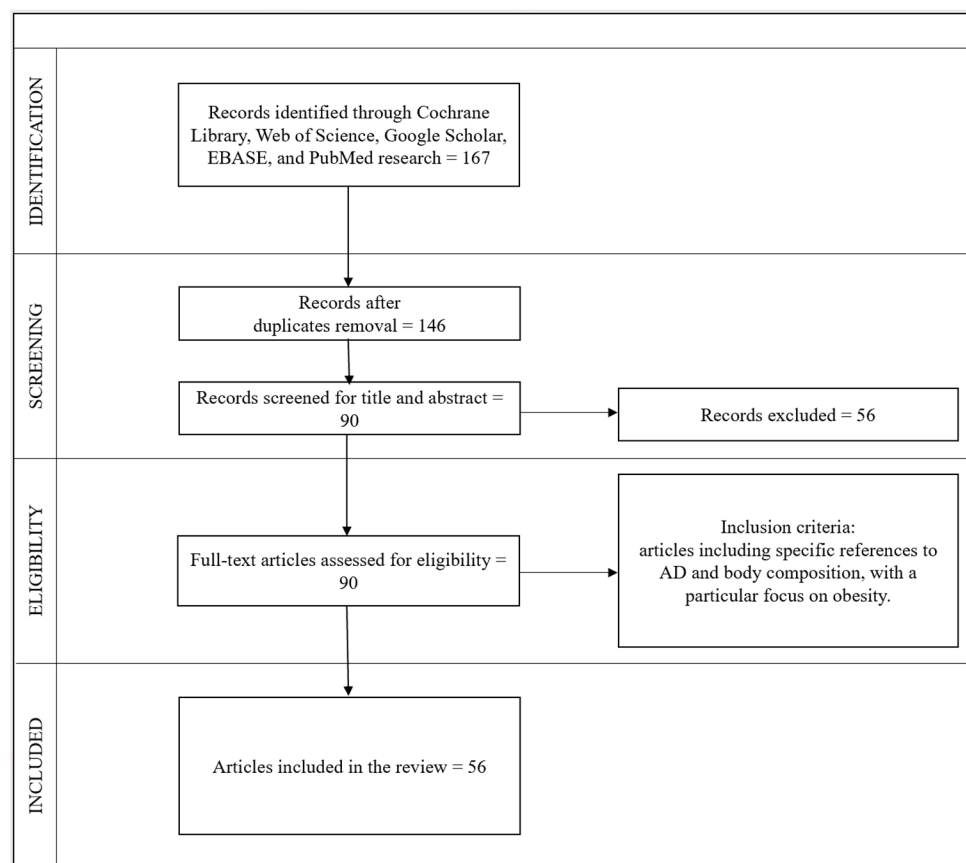 IDENTIFICATION
Records identified through Cochrane
Library, Web of Science, Google Scholar,
EBASE, and PubMed research = 167
SCREENING
Records after
duplicates removal = 146
Records screened for title and abstract =
90
Records excluded = 56
ELIGIBILITY
Full-text articles assessed for eligibility =
90
Inclusion criteria:
articles including specific references to
AD and body composition, with a
particular focus on obesity.
INCLUDED
Articles included in the review = 56